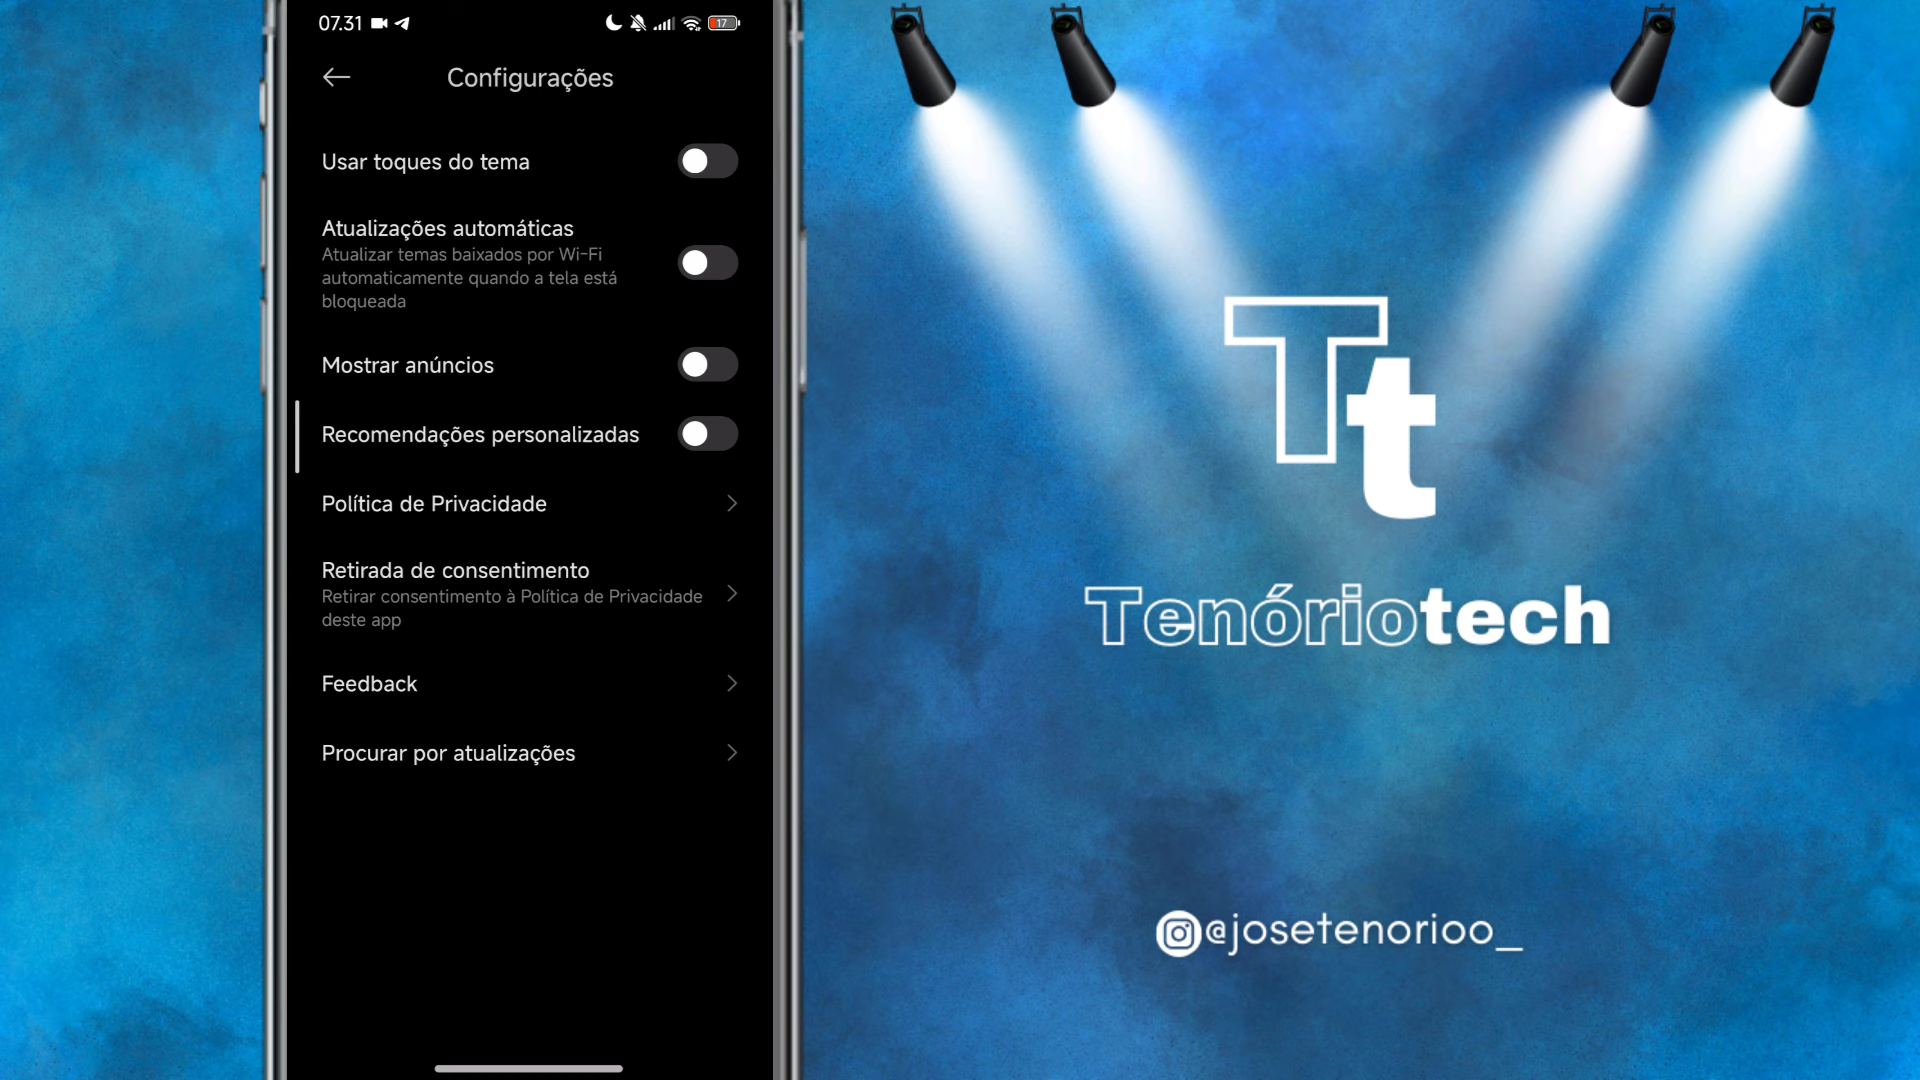 07.31
17
Configurações
Usar toques do tema
Atualizações automáticas
Atualizar temas baixados por Wi-Fi
automaticamente quando a tela está
bloqueada
Mostrar anúncios
Recomendações personalizadas
Política de Privacidade
Retirada de consentimento
Retirar consentimento à Política de Privacidade
deste app
Feedback
Procurar por atualizações
Tt
Tenóriotech
@josetenorioo_